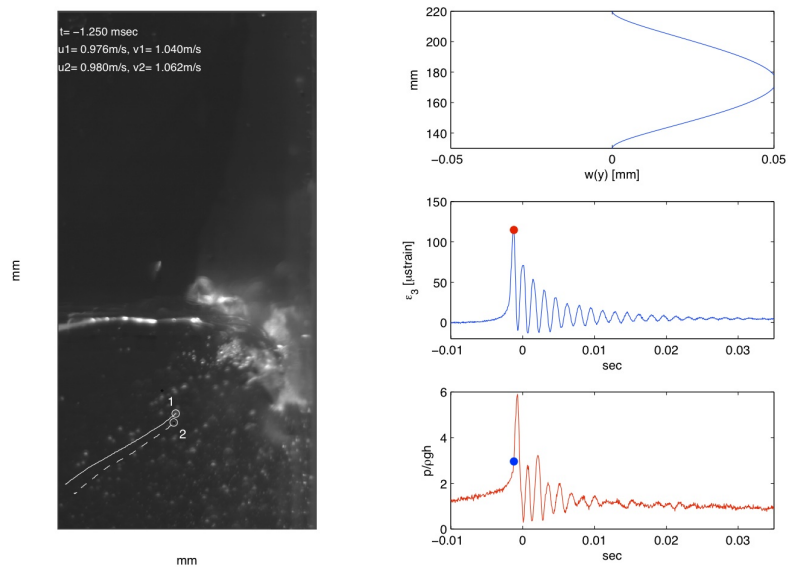 t= −1.250 msec
u1= 0.976m/s, v1= 1.040m/s
u2= 0.980m/s, v2= 1.062m/s
1
2
mm
mm
220
200
180
160
140
mm
−0.05
0
0.05
w(y) [mm]
150
100
50
0
ε3 [μstrain]
−0.01
0
0.01
0.02
0.03
sec
6
4
2
0
p/ρgh
−0.01
0
0.01
0.02
0.03
sec